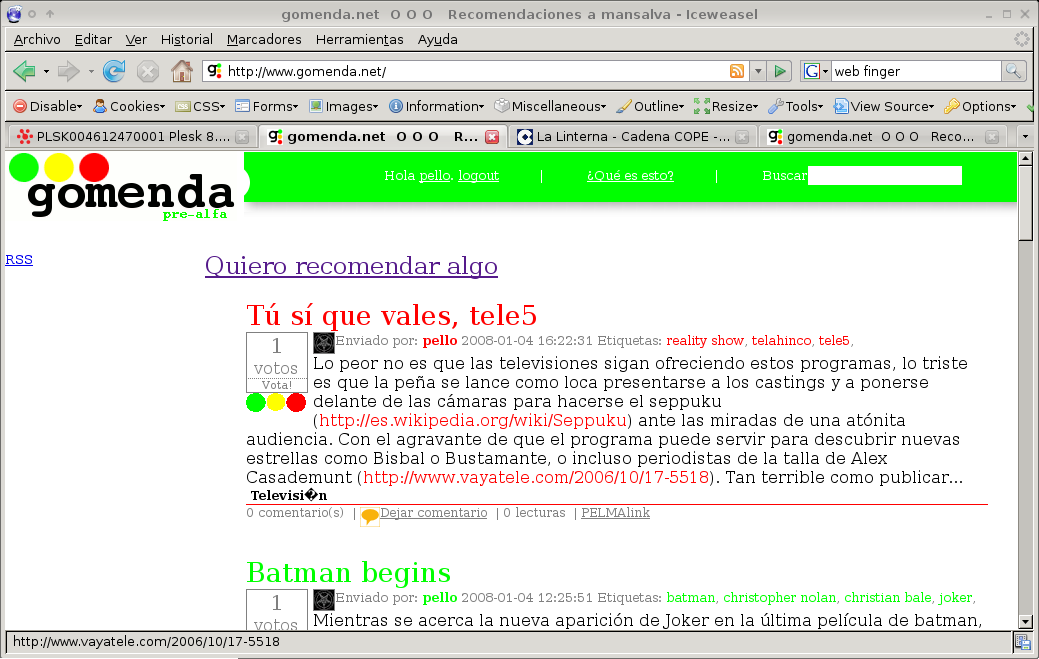 gomenda.net O O O Recomendaciones a mansalva - Iceweasel
Archivo Editar Ver Historial Marcadores Herramientas Ayuda
http://www.gomenda.net/ G web finger
Disable Cookies CSS Forms Images Information Miscellaneous Outline Resize Tools View Source Options
PLSK004612470001 Plesk 8.... gomenda.net O O O R... La Linterna - Cadena COPE -... gomenda.net O O O Reco...
gomenda
pre-alfa
Hola pello. logout | ¿Qué es esto? | Buscar
RSS
Quiero recomendar algo
Tú sí que vales, tele5
1
votos
Vota!
Enviado por: pello 2008-01-04 16:22:31 Etiquetas: reality show, telahinco, tele5,
Lo peor no es que las televisiones sigan ofreciendo estos programas, lo triste
es que la peña se lance como loca presentarse a los castings y a ponerse
delante de las cámaras para hacerse el seppuku
(http://es.wikipedia.org/wiki/Seppuku) ante las miradas de una atónita
audiencia. Con el agravante de que el programa puede servir para descubrir nuevas
estrellas como Bisbal o Bustamante, o incluso periodistas de la talla de Alex
Casademunt (http://www.vayatele.com/2006/10/17-5518). Tan terrible como publicar...
Televisi�n
0 comentario(s) | Dejar comentario | 0 lecturas | PELMAlink
Batman begins
1
votos
Enviado por: pello 2008-01-04 12:25:51 Etiquetas: batman, christopher nolan, christian bale, joker,
Mientras se acerca la nueva aparición de Joker en la última película de batman,
http://www.vayatele.com/2006/10/17-5518